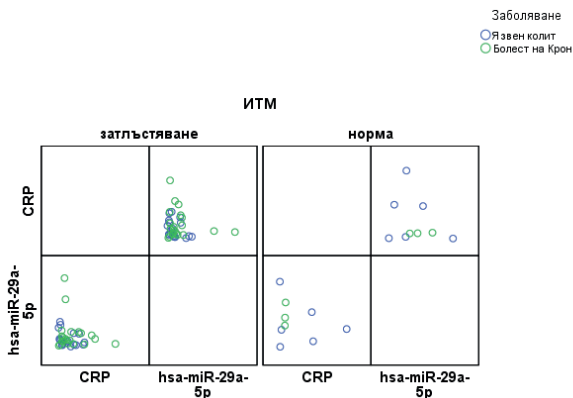 Заболяване
Язвен колит
Болест на Крон
ИТМ
затлъстяване
норма
CRP
hsa-miR-29a-
5p
CRP
hsa-miR-29a-
5p
CRP
hsa-miR-29a-
5p